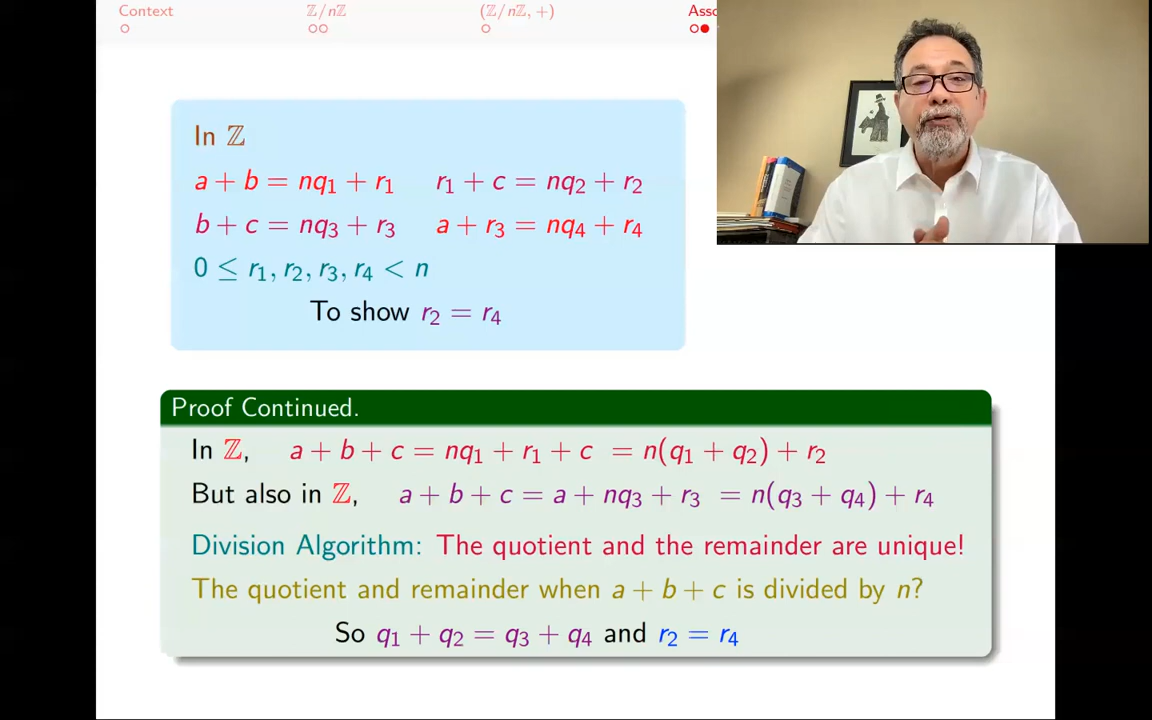 Context ℤ/nℤ (ℤ/nℤ, +)
In ℤ
a + b = nq₁ + r₁ r₁ + c = nq₂ + r₂
b + c = nq₃ + r₃ a + r₃ = nq₄ + r₄
0 ≤ r₁, r₂, r₃, r₄ < n
To show r₂ = r₄
Proof Continued.
In ℤ, a + b + c = nq₁ + r₁ + c = n(q₁ + q₂) + r₂
But also in ℤ, a + b + c = a + nq₃ + r₃ = n(q₃ + q₄) + r₄
Division Algorithm: The quotient and the remainder are unique!
The quotient and remainder when a + b + c is divided by n?
So q₁ + q₂ = q₃ + q₄ and r₂ = r₄